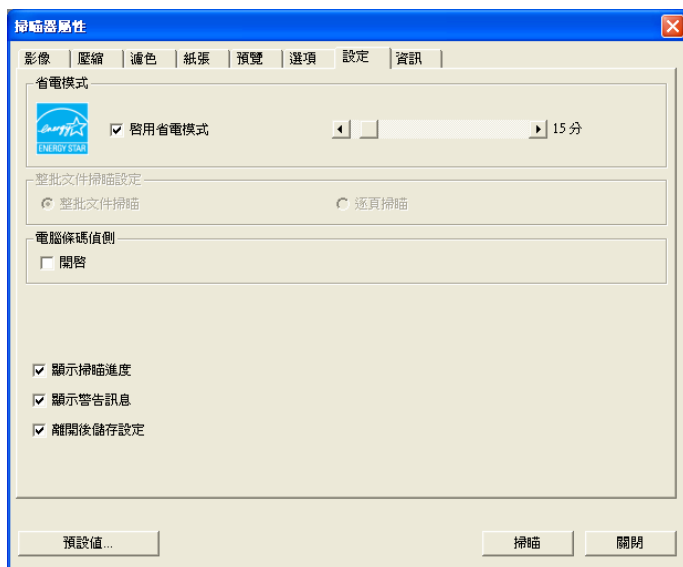 掃瞄器屬性
影像 壓縮 濾色 紙張 預覽 選項 設定 資訊
省電模式
energy
ENERGY STAR
啓用省電模式 15 分
整批文件掃瞄設定
整批文件掃瞄 逐頁掃瞄
電腦條碼偵側
開啓
顯示掃瞄進度
顯示警告訊息
離開後儲存設定
預設值... 掃瞄 關閉